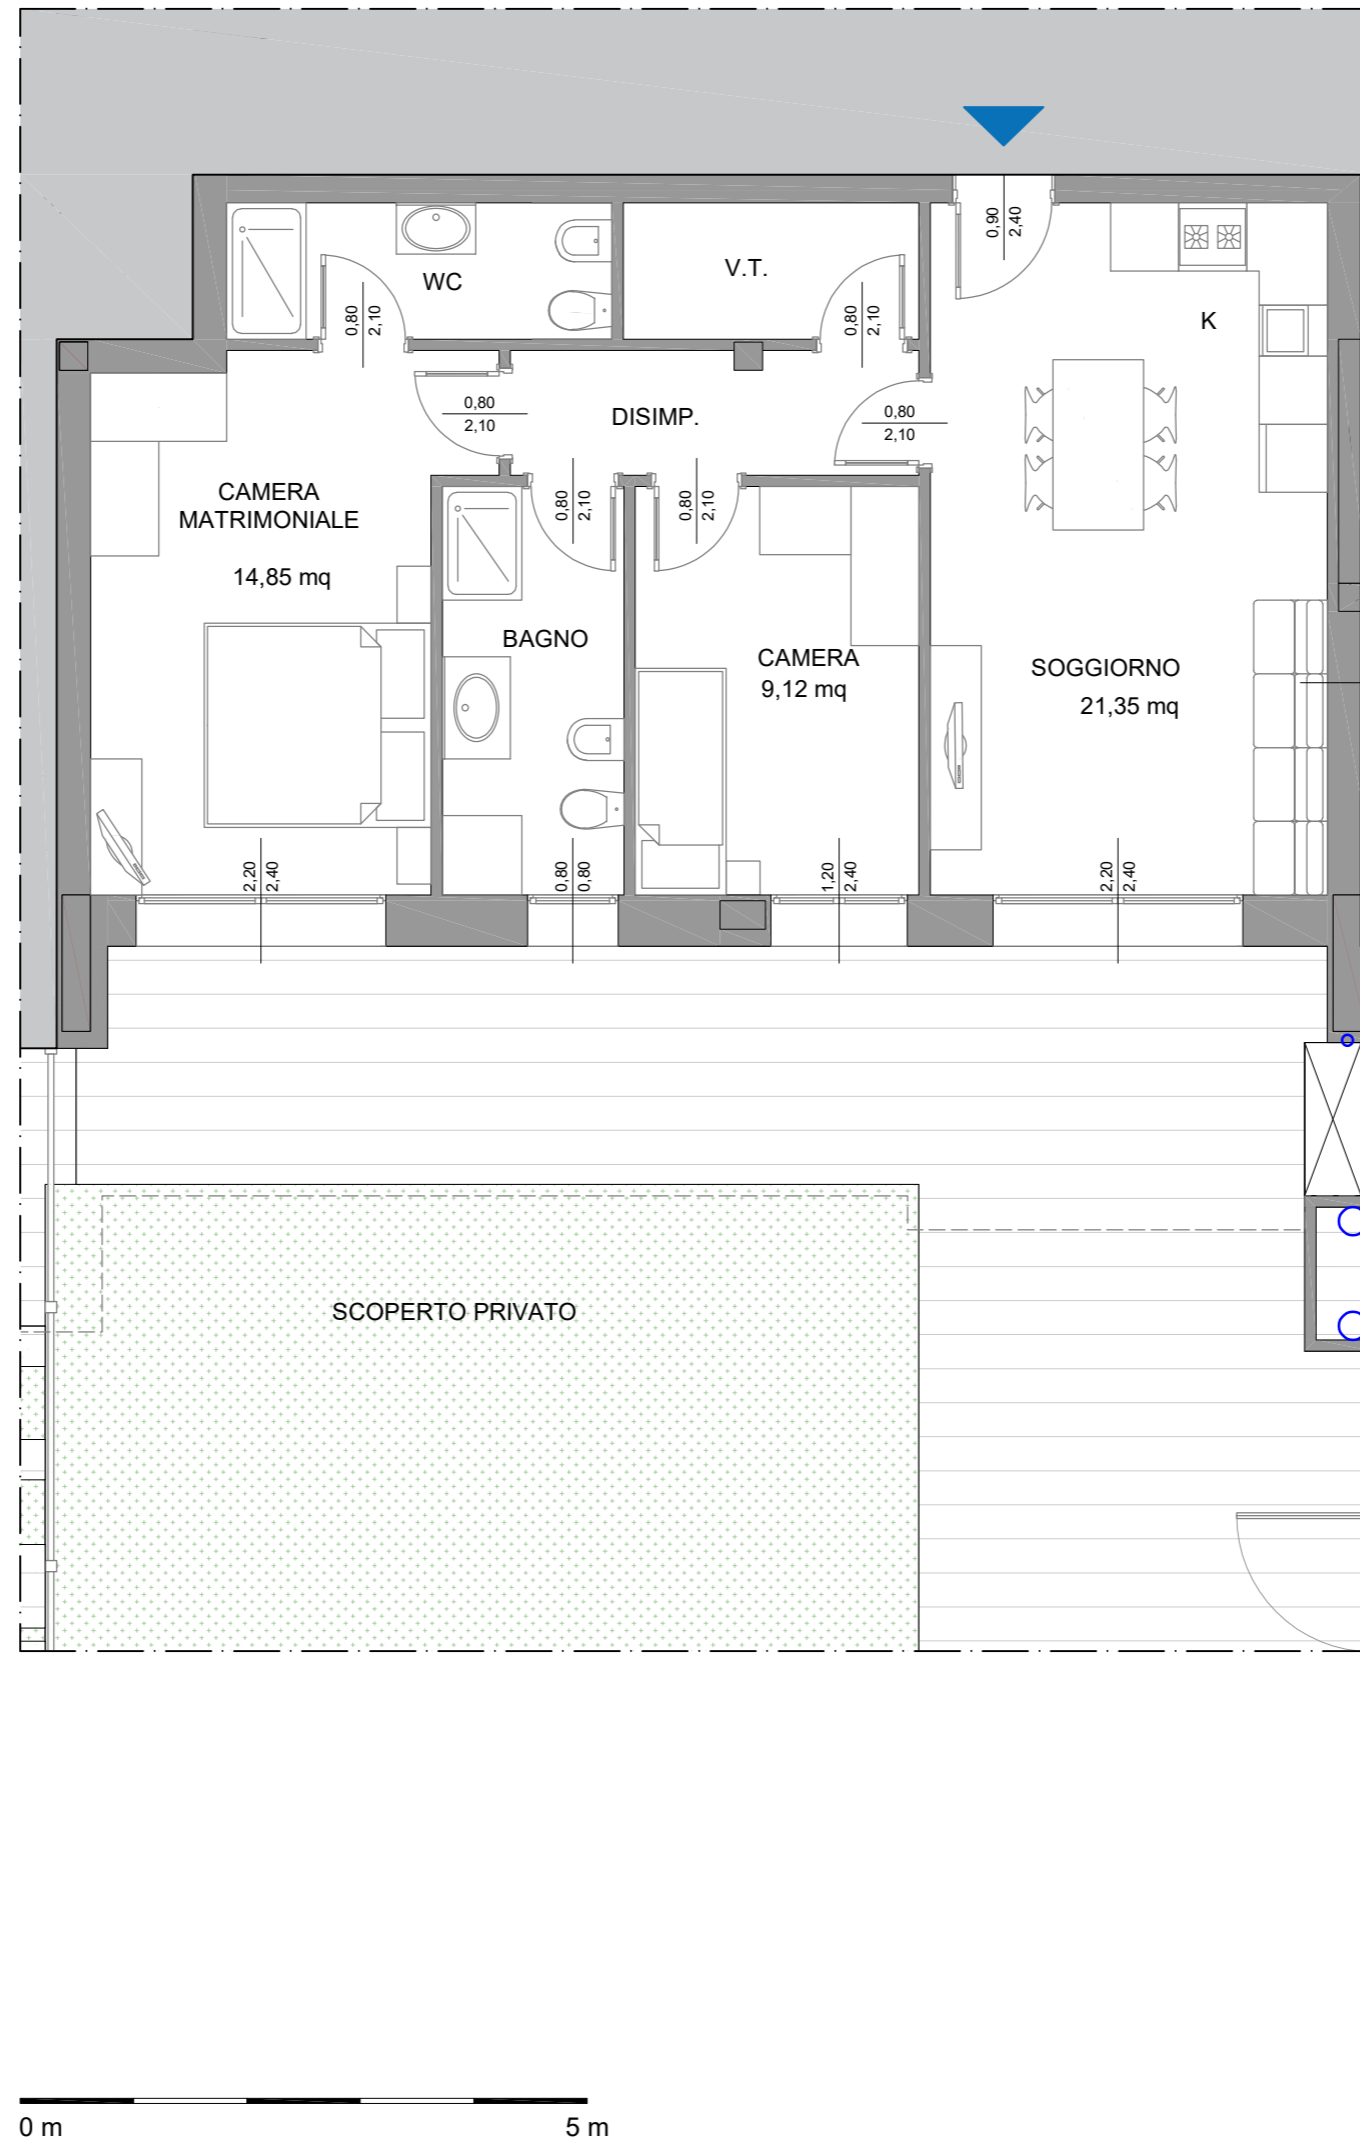 0,90
2,40
WC
V.T.
K
0,80
2,10
0,80
2,10
0,80
2,10
DISIMP.
0,80
2,10
CAMERA
MATRIMONIALE
14,85 mq
0,80
2,10
0,80
2,10
BAGNO
CAMERA
9,12 mq
SOGGIORNO
21,35 mq
2,20
2,40
0,80
0,80
1,20
2,40
2,20
2,40
SCOPERTO PRIVATO
0 m
5 m